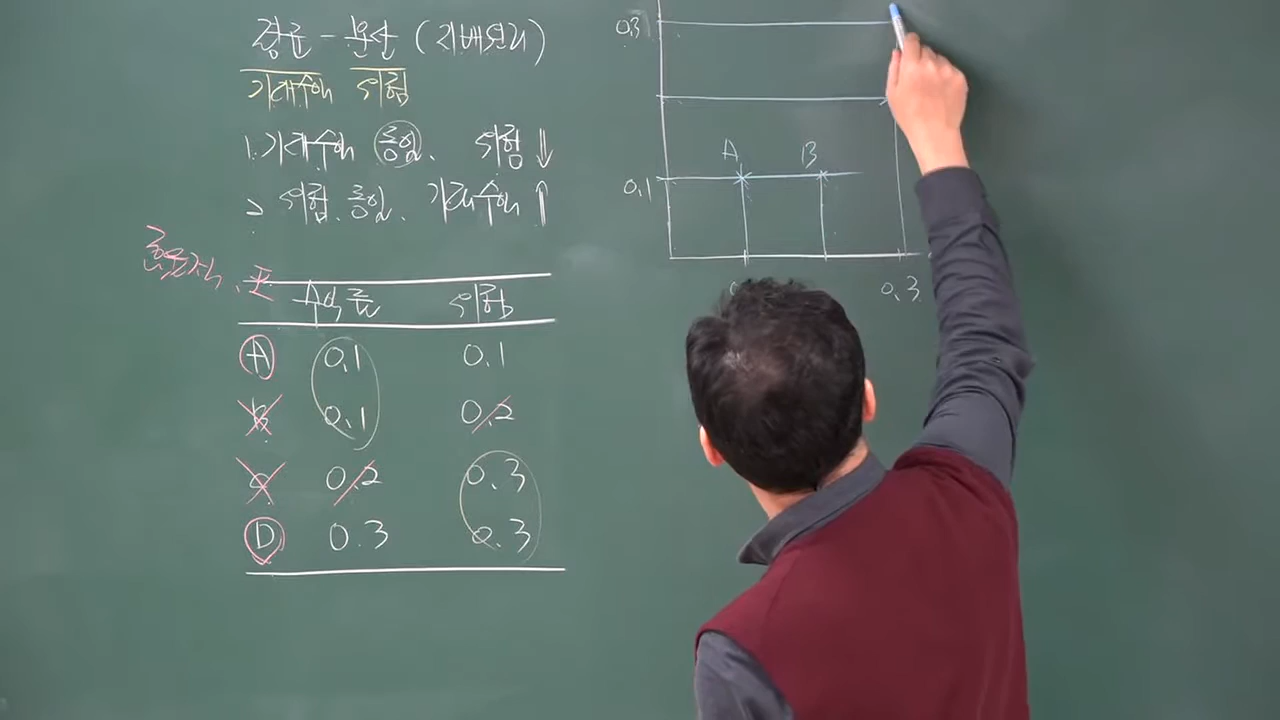 평균 - 분산 (지배원리)
기대수익 위험
1. 기대수익 동일、 위험 ↓
2. 위험 동일、 기대수익 ↑
효율적、포
수익률 위험
A 0.1 0.1
B 0.1 0.2
C 0.2 0.3
D 0.3 0.3
0.3
A B
0.1
0.3